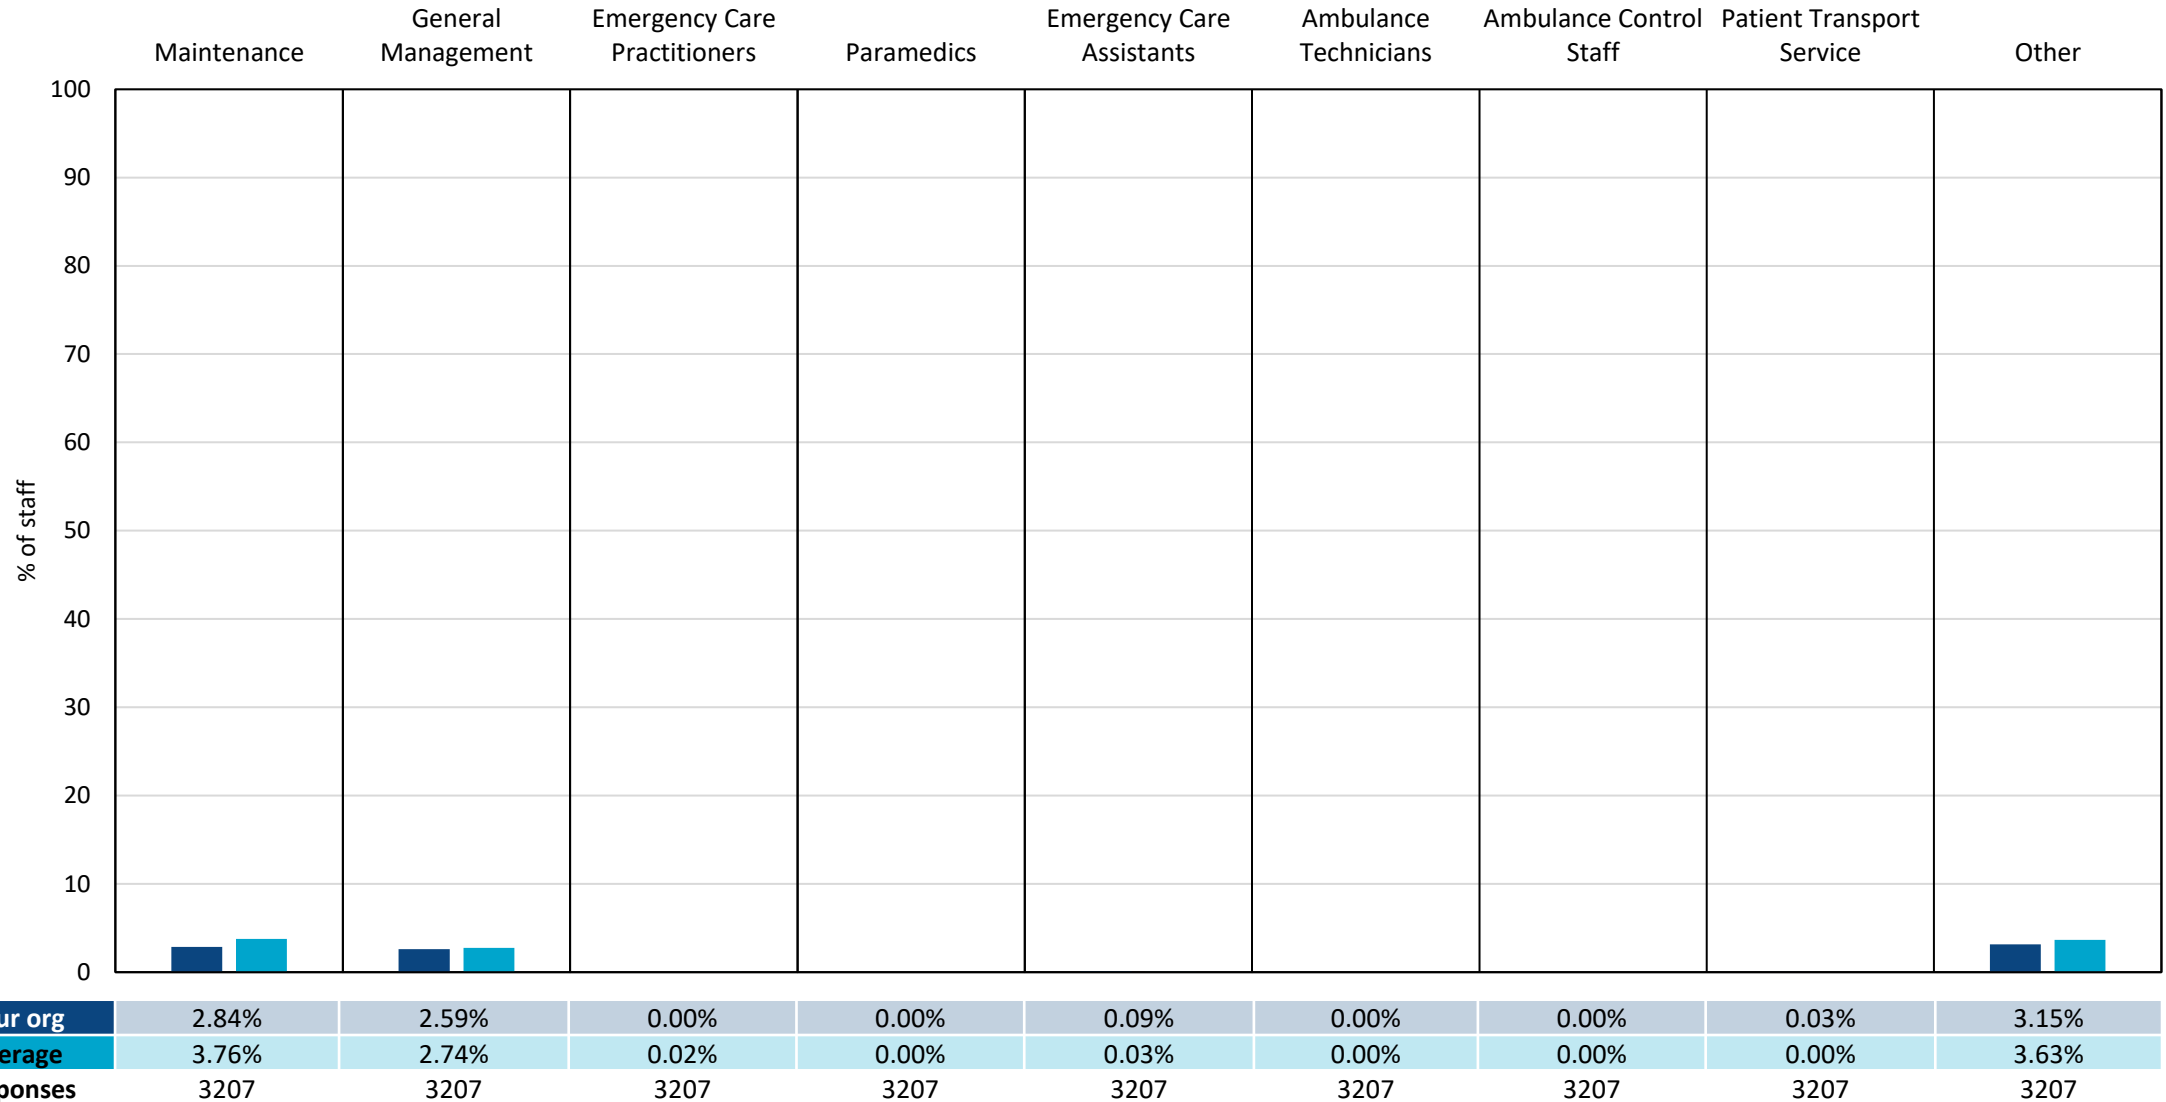 Maintenance
General
Management
Emergency Care
Practitioners
Paramedics
Emergency Care
Assistants
Ambulance
Technicians
Ambulance Control
Staff
Patient Transport
Service
Other
% of staff
100
90
80
70
60
50
40
30
20
10
0
ur org 2.84% 2.59% 0.00% 0.00% 0.09% 0.00% 0.00% 0.03% 3.15%
erage 3.76% 2.74% 0.02% 0.00% 0.03% 0.00% 0.00% 0.00% 3.63%
ponses 3207 3207 3207 3207 3207 3207 3207 3207 3207